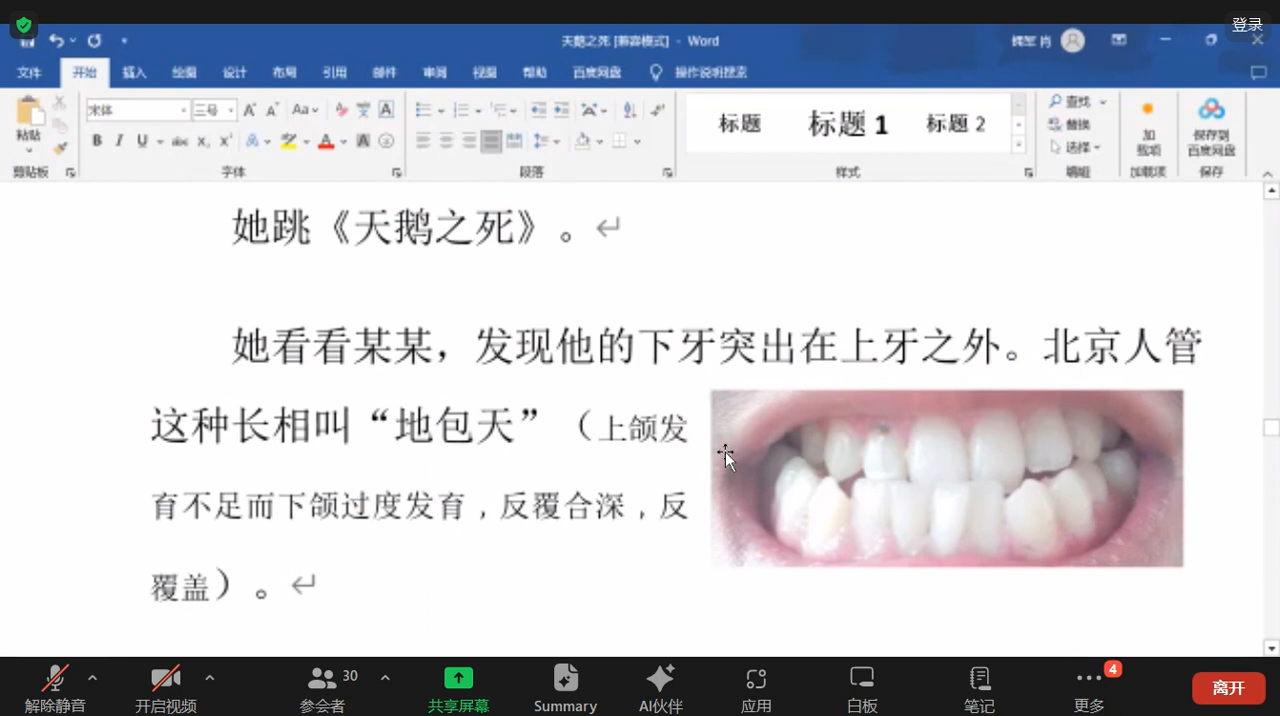 登录
天鹅之死 [兼容模式] - Word
文件 开始 插入 绘图 设计 布局 引用 邮件 审阅 视图 帮助 百度网盘 操作说明搜索
宋体 三号 Aa
粘贴
标题 标题 1 标题 2
查找
替换
选择
加载项
保存到百度网盘
剪贴板 字体 段落 样式 编辑 加载项 保存
她跳《天鹅之死》。
她看看某某，发现他的下牙突出在上牙之外。北京人管
这种长相叫“地包天”（上颌发
育不足而下颌过度发育，反覆合深，反
覆盖）。
30
4
解除静音 开启视频 参会者 共享屏幕 Summary AI伙伴 应用 白板 笔记 更多 离开